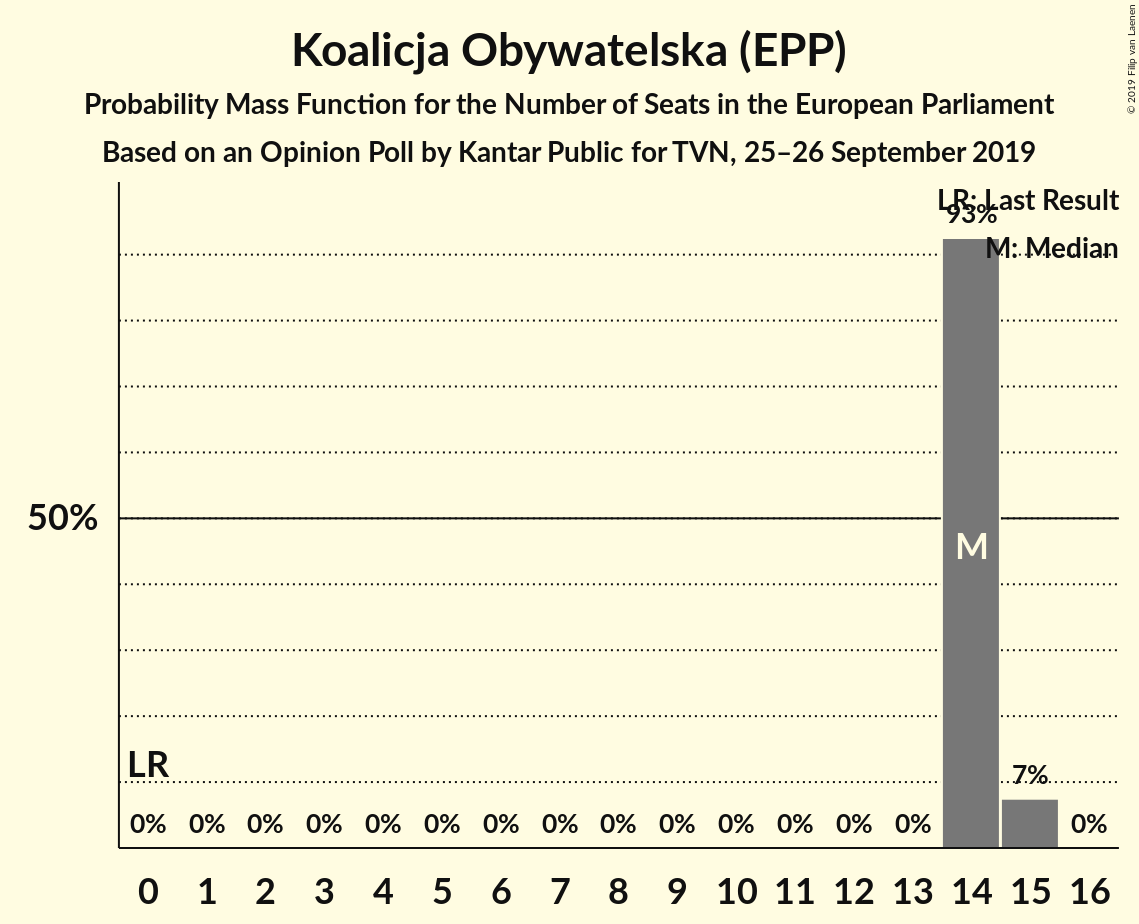 Koalicja Obywatelska (EPP)
Probability Mass Function for the Number of Seats in the European Parliament
Based on an Opinion Poll by Kantar Public for TVN, 25–26 September 2019
© 2019 Filip van Laenen
LR: Last Result
93%
M: Median
50%
M
LR
7%
0% 0% 0% 0% 0% 0% 0% 0% 0% 0% 0% 0% 0% 0% 0%
0 1 2 3 4 5 6 7 8 9 10 11 12 13 14 15 16